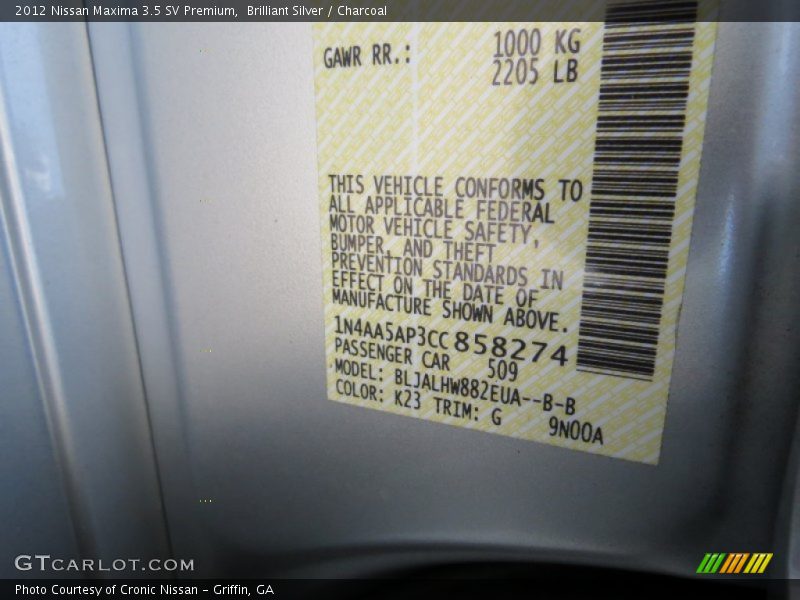 2012 Nissan Maxima 3.5 SV Premium,  Brilliant Silver / Charcoal
GAWR RR.: 1000 KG
2205 LB
THIS VEHICLE CONFORMS TO
ALL APPLICABLE FEDERAL
MOTOR VEHICLE SAFETY,
BUMPER, AND THEFT
PREVENTION STANDARDS IN
EFFECT ON THE DATE OF
MANUFACTURE SHOWN ABOVE.
1N4AA5AP3CC858274
PASSENGER CAR 509
MODEL: BLJALHW882EUA--B-B
COLOR: K23 TRIM: G 9N00A
GTCARLOT.COM
Photo Courtesy of Cronic Nissan – Griffin, GA